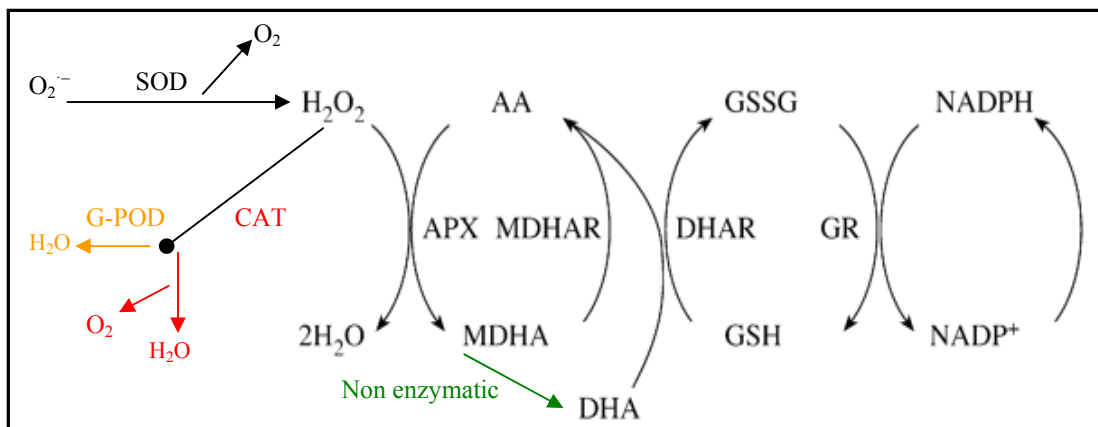 O₂
O₂·⁻ SOD
H₂O₂ AA GSSG NADPH
G-POD CAT
H₂O
APX MDHAR DHAR GR
O₂
H₂O
2H₂O MDHA GSH NADP⁺
Non enzymatic
DHA